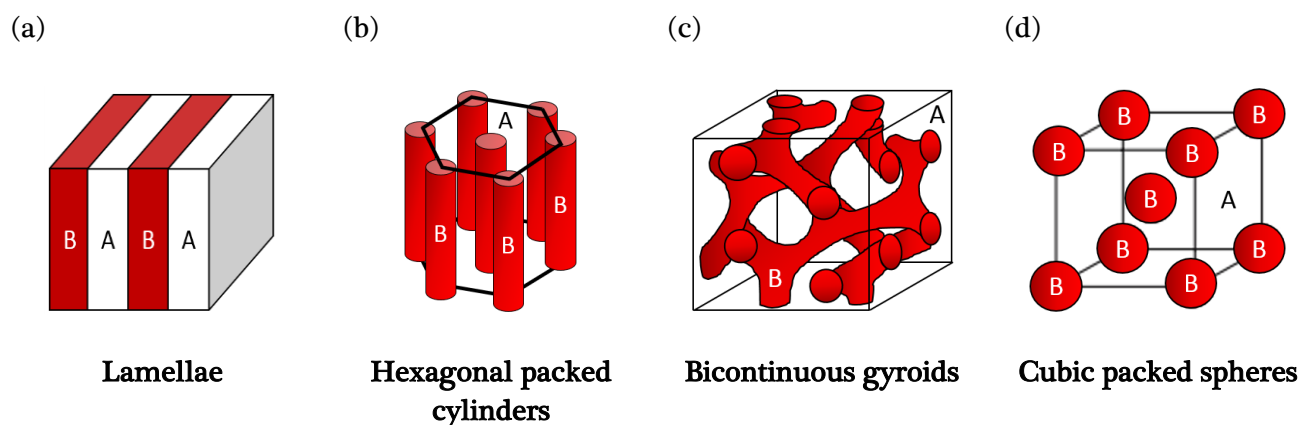 (a)
(b)
(c)
(d)
B A B A
A
B
B
B
A
B
B
B
B
B
B
A
B
B
B
B
Lamellae
Hexagonal packed
cylinders
Bicontinuous gyroids
Cubic packed spheres